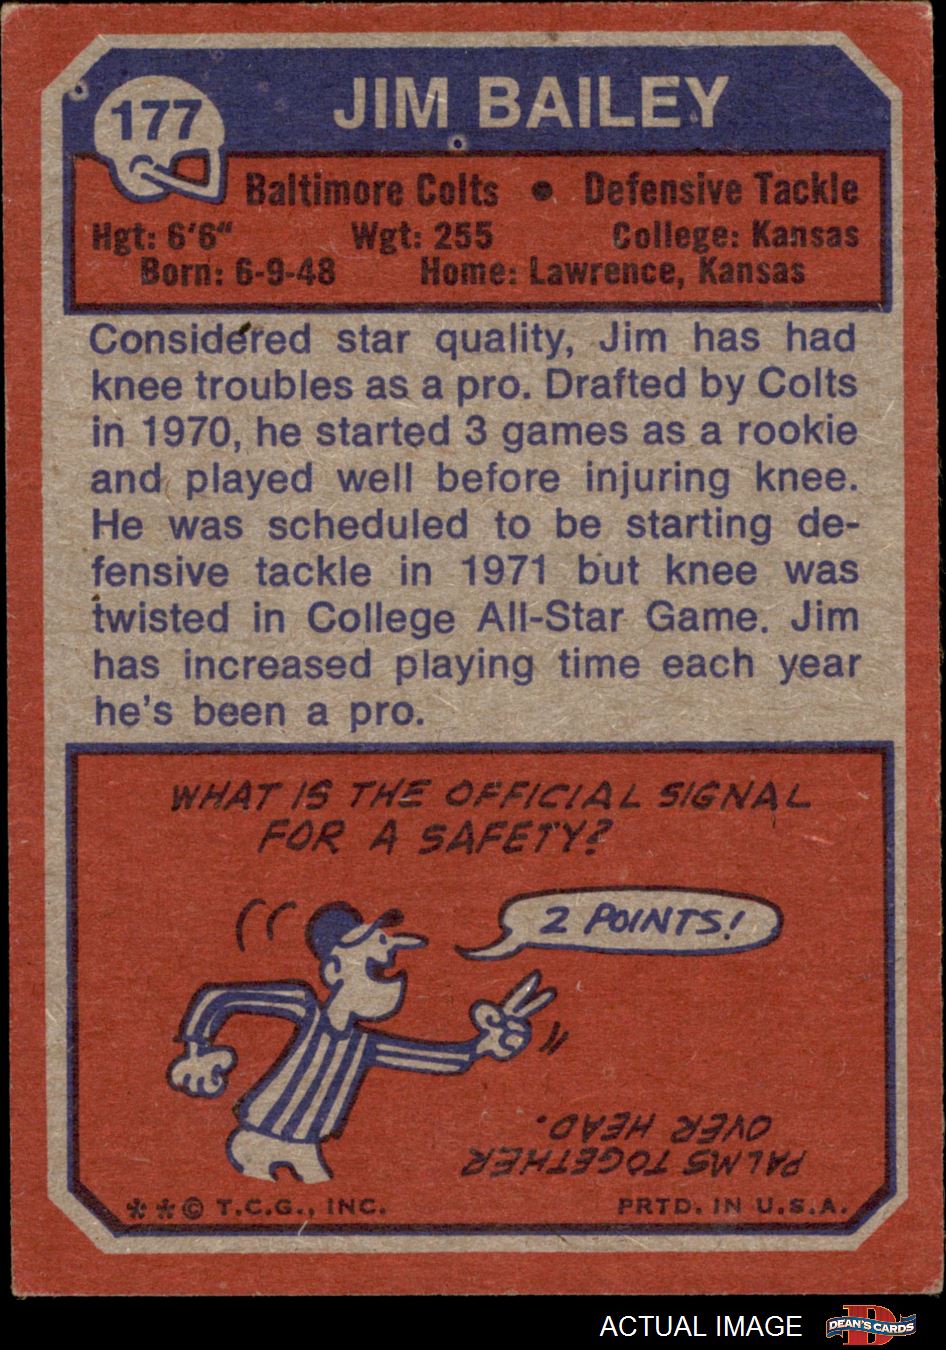 177
JIM BAILEY
Baltimore Colts • Defensive Tackle
Hgt: 6'6" Wgt: 255 College: Kansas
Born: 6-9-48 Home: Lawrence, Kansas
Considered star quality, Jim has had
knee troubles as a pro. Drafted by Colts
in 1970, he started 3 games as a rookie
and played well before injuring knee.
He was scheduled to be starting de-
fensive tackle in 1971 but knee was
twisted in College All-Star Game. Jim
has increased playing time each year
he's been a pro.
WHAT IS THE OFFICIAL SIGNAL
FOR A SAFETY?
2 POINTS!
PALMS TOGETHER
OVER HEAD.
**© T.C.G., INC. PRTD. IN U.S.A.
ACTUAL IMAGE
DEAN'S CARDS